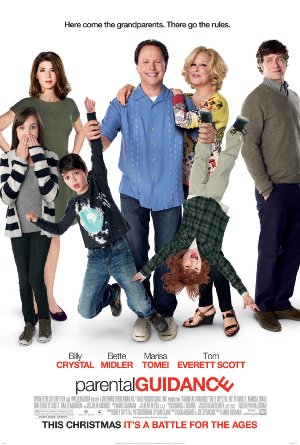 Here come the grandparents. There go the rules.
Billy Bette Marisa Tom
CRYSTAL MIDLER TOMEI EVERETT SCOTT
parentalGUIDANCE
THIS CHRISTMAS IT'S A BATTLE FOR THE AGES